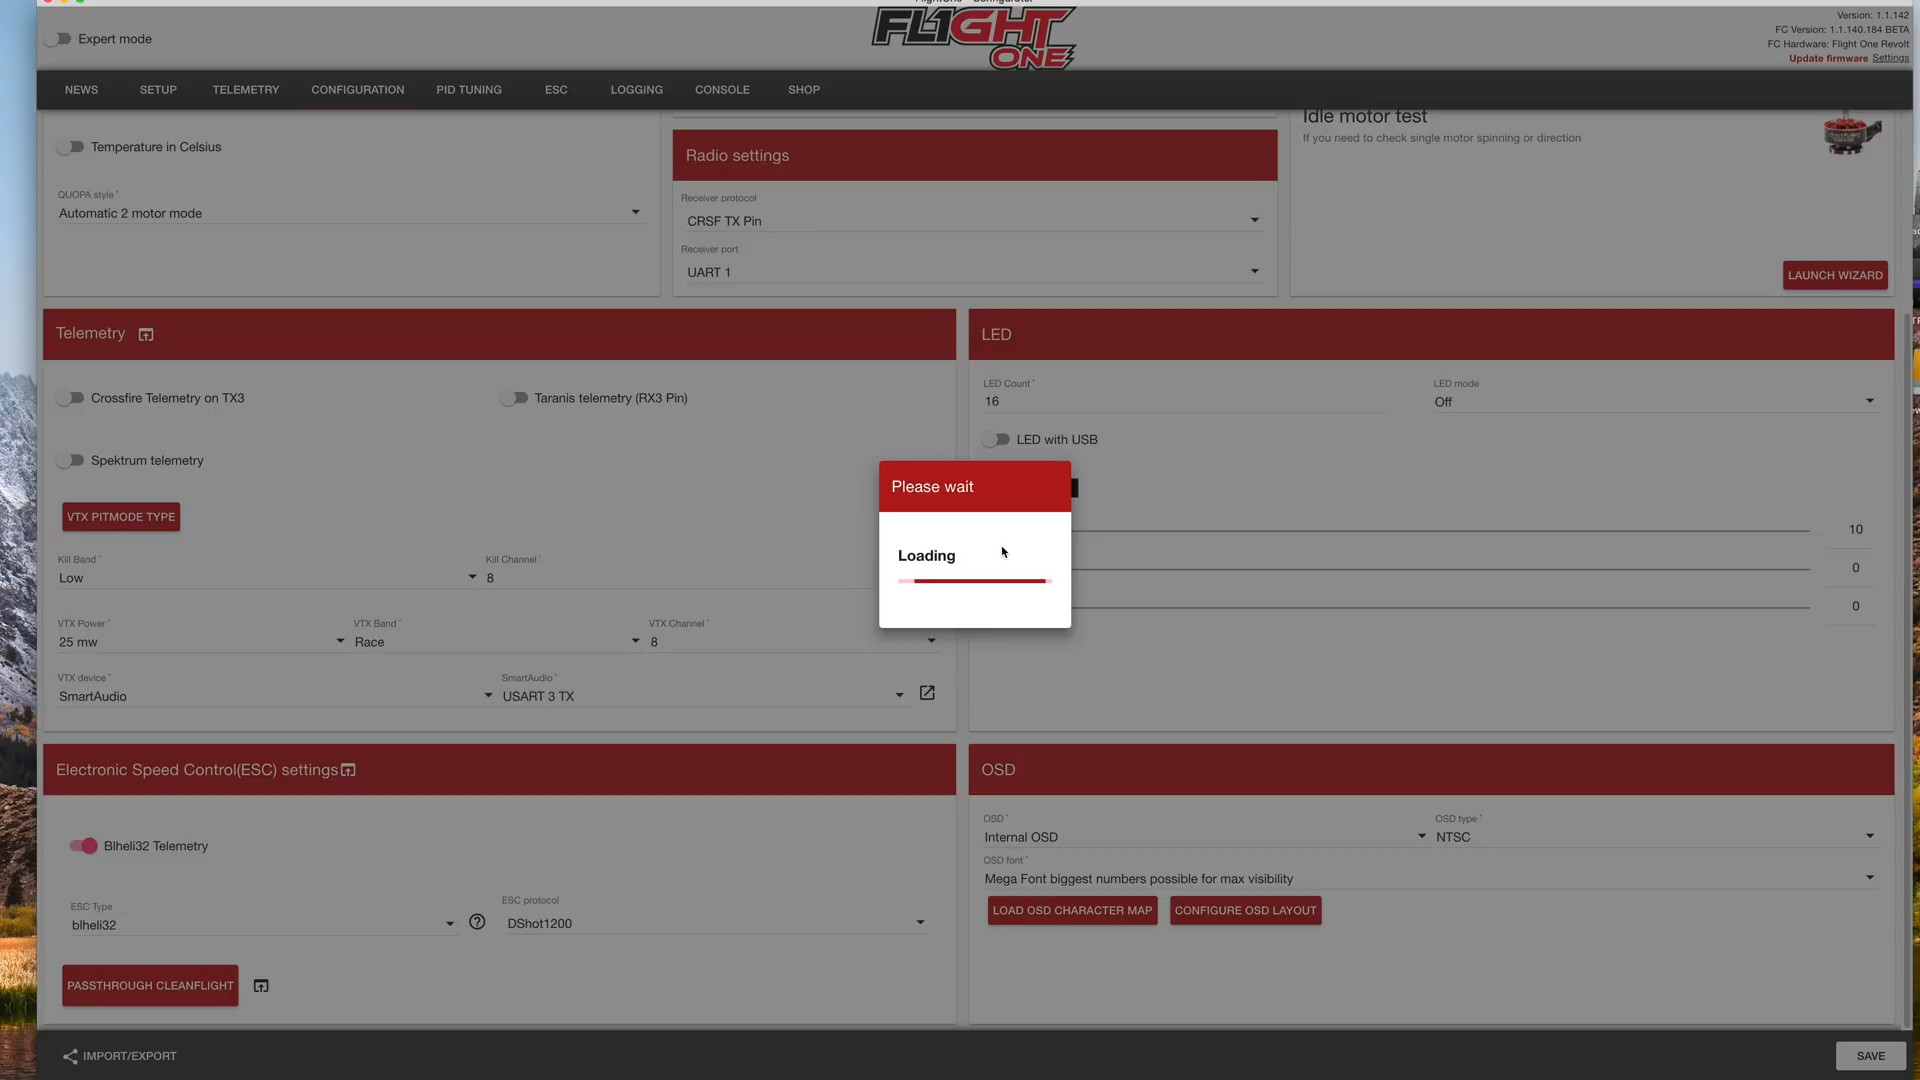 FlightOne - Configurator
Expert mode
FL1GHT
ONE
Version: 1.1.142
FC Version: 1.1.140.184 BETA
FC Hardware: Flight One Revolt
Update firmware Settings
NEWS SETUP TELEMETRY CONFIGURATION PID TUNING ESC LOGGING CONSOLE SHOP
Temperature in Celsius
QUOPA style *
Automatic 2 motor mode
Radio settings
Receiver protocol
CRSF TX Pin
Receiver port
UART 1
Idle motor test
If you need to check single motor spinning or direction
LAUNCH WIZARD
Telemetry
Crossfire Telemetry on TX3
Taranis telemetry (RX3 Pin)
Spektrum telemetry
VTX PITMODE TYPE
Kill Band *
Low
Kill Channel *
8
VTX Power *
25 mw
VTX Band *
Race
VTX Channel *
8
VTX device *
SmartAudio
SmartAudio *
USART 3 TX
LED
LED Count *
16
LED mode
Off
LED with USB
10
0
0
Please wait
Loading
Electronic Speed Control(ESC) settings
Blheli32 Telemetry
ESC Type
blheli32
ESC protocol
DShot1200
PASSTHROUGH CLEANFLIGHT
OSD
OSD *
Internal OSD
OSD type *
NTSC
OSD font *
Mega Font biggest numbers possible for max visibility
LOAD OSD CHARACTER MAP
CONFIGURE OSD LAYOUT
IMPORT/EXPORT
SAVE